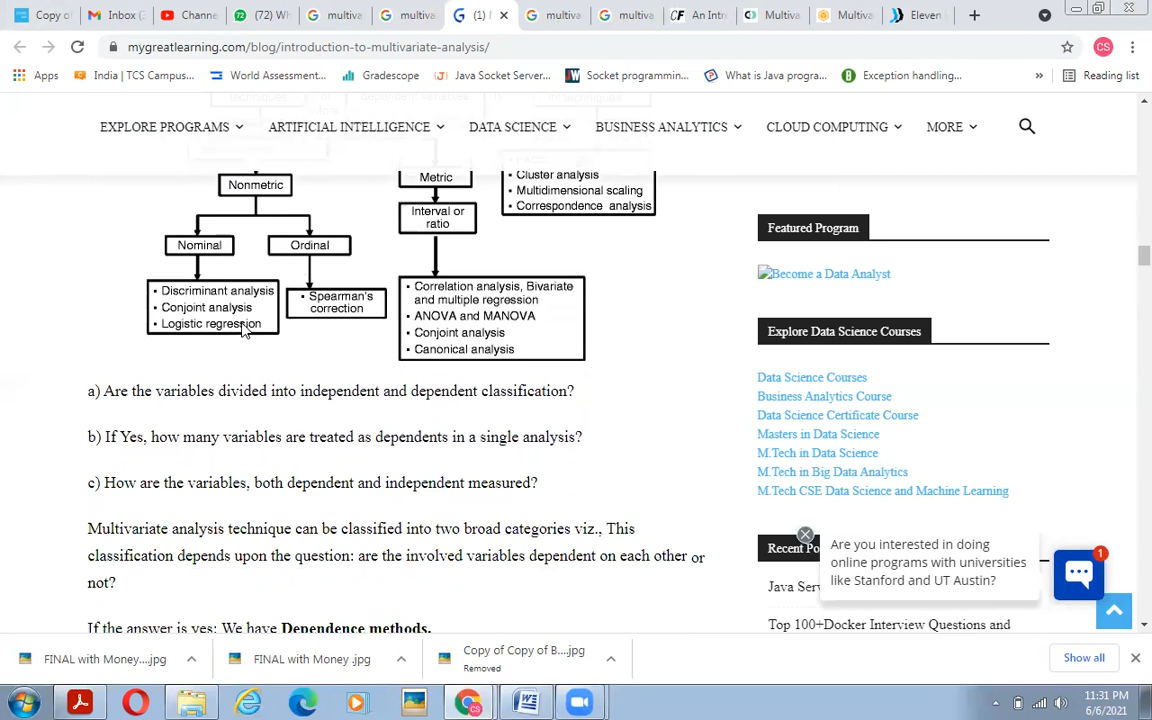 Copy of
Inbox (
Channe
(72) Wh
multiva
multiva
(1)
multiva
multiva
An Intr
Multiva
Multiva
Eleven
mygreatlearning.com/blog/introduction-to-multivariate-analysis/
CS
Apps
India | TCS Campus...
World Assessment...
Gradescope
Java Socket Server...
Socket programmin...
What is Java progra...
Exception handling...
»
Reading list
EXPLORE PROGRAMS
ARTIFICIAL INTELLIGENCE
DATA SCIENCE
BUSINESS ANALYTICS
CLOUD COMPUTING
MORE
Nonmetric
Metric
• Cluster analysis
• Multidimensional scaling
• Correspondence analysis
Interval or
ratio
Nominal
Ordinal
• Discriminant analysis
• Conjoint analysis
• Logistic regression
• Spearman's
correction
• Correlation analysis, Bivariate
and multiple regression
• ANOVA and MANOVA
• Conjoint analysis
• Canonical analysis
a) Are the variables divided into independent and dependent classification?
b) If Yes, how many variables are treated as dependents in a single analysis?
c) How are the variables, both dependent and independent measured?
Multivariate analysis technique can be classified into two broad categories viz., This
classification depends upon the question: are the involved variables dependent on each other or
not?
If the answer is yes: We have Dependence methods.
Featured Program
Become a Data Analyst
Explore Data Science Courses
Data Science Courses
Business Analytics Course
Data Science Certificate Course
Masters in Data Science
M.Tech in Data Science
M.Tech in Big Data Analytics
M.Tech CSE Data Science and Machine Learning
Recent Po
Java Serv
Top 100+Docker Interview Questions and
Are you interested in doing
online programs with universities
like Stanford and UT Austin?
1
FINAL with Money....jpg
FINAL with Money .jpg
Copy of Copy of B....jpg
Removed
Show all
11:31 PM
6/6/2021